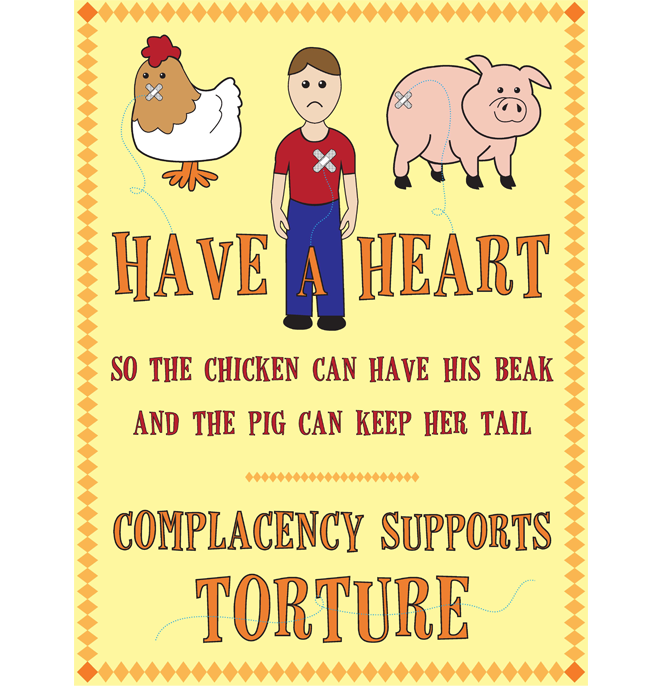 HAVE A HEART
SO THE CHICKEN CAN HAVE HIS BEAK
AND THE PIG CAN KEEP HER TAIL
COMPLACENCY SUPPORTS
TORTURE